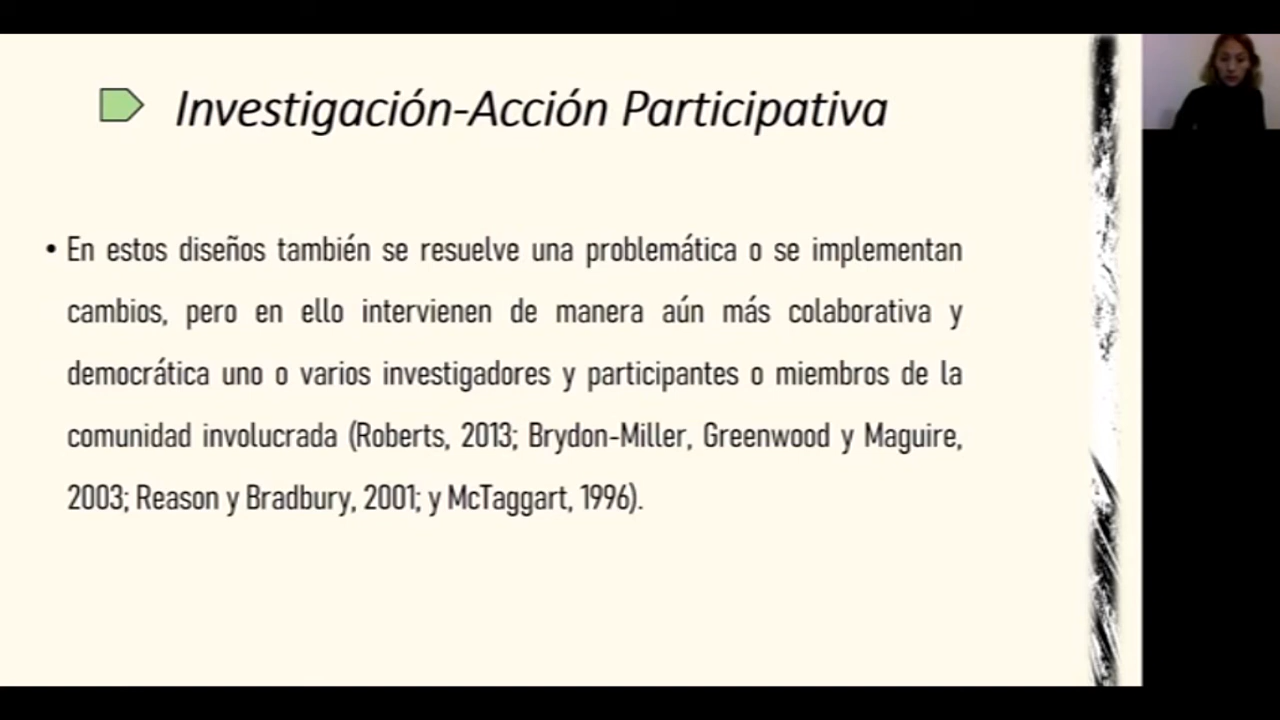 Investigación-Acción Participativa
• En estos diseños también se resuelve una problemática o se implementan
cambios, pero en ello intervienen de manera aún más colaborativa y
democrática uno o varios investigadores y participantes o miembros de la
comunidad involucrada (Roberts, 2013; Brydon-Miller, Greenwood y Maguire,
2003; Reason y Bradbury, 2001; y McTaggart, 1996).